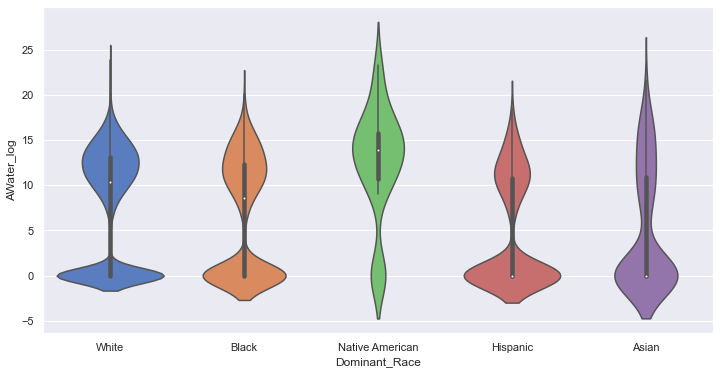 25
20
15
10
5
0
−5
AWater_log
White
Black
Native American
Hispanic
Asian
Dominant_Race